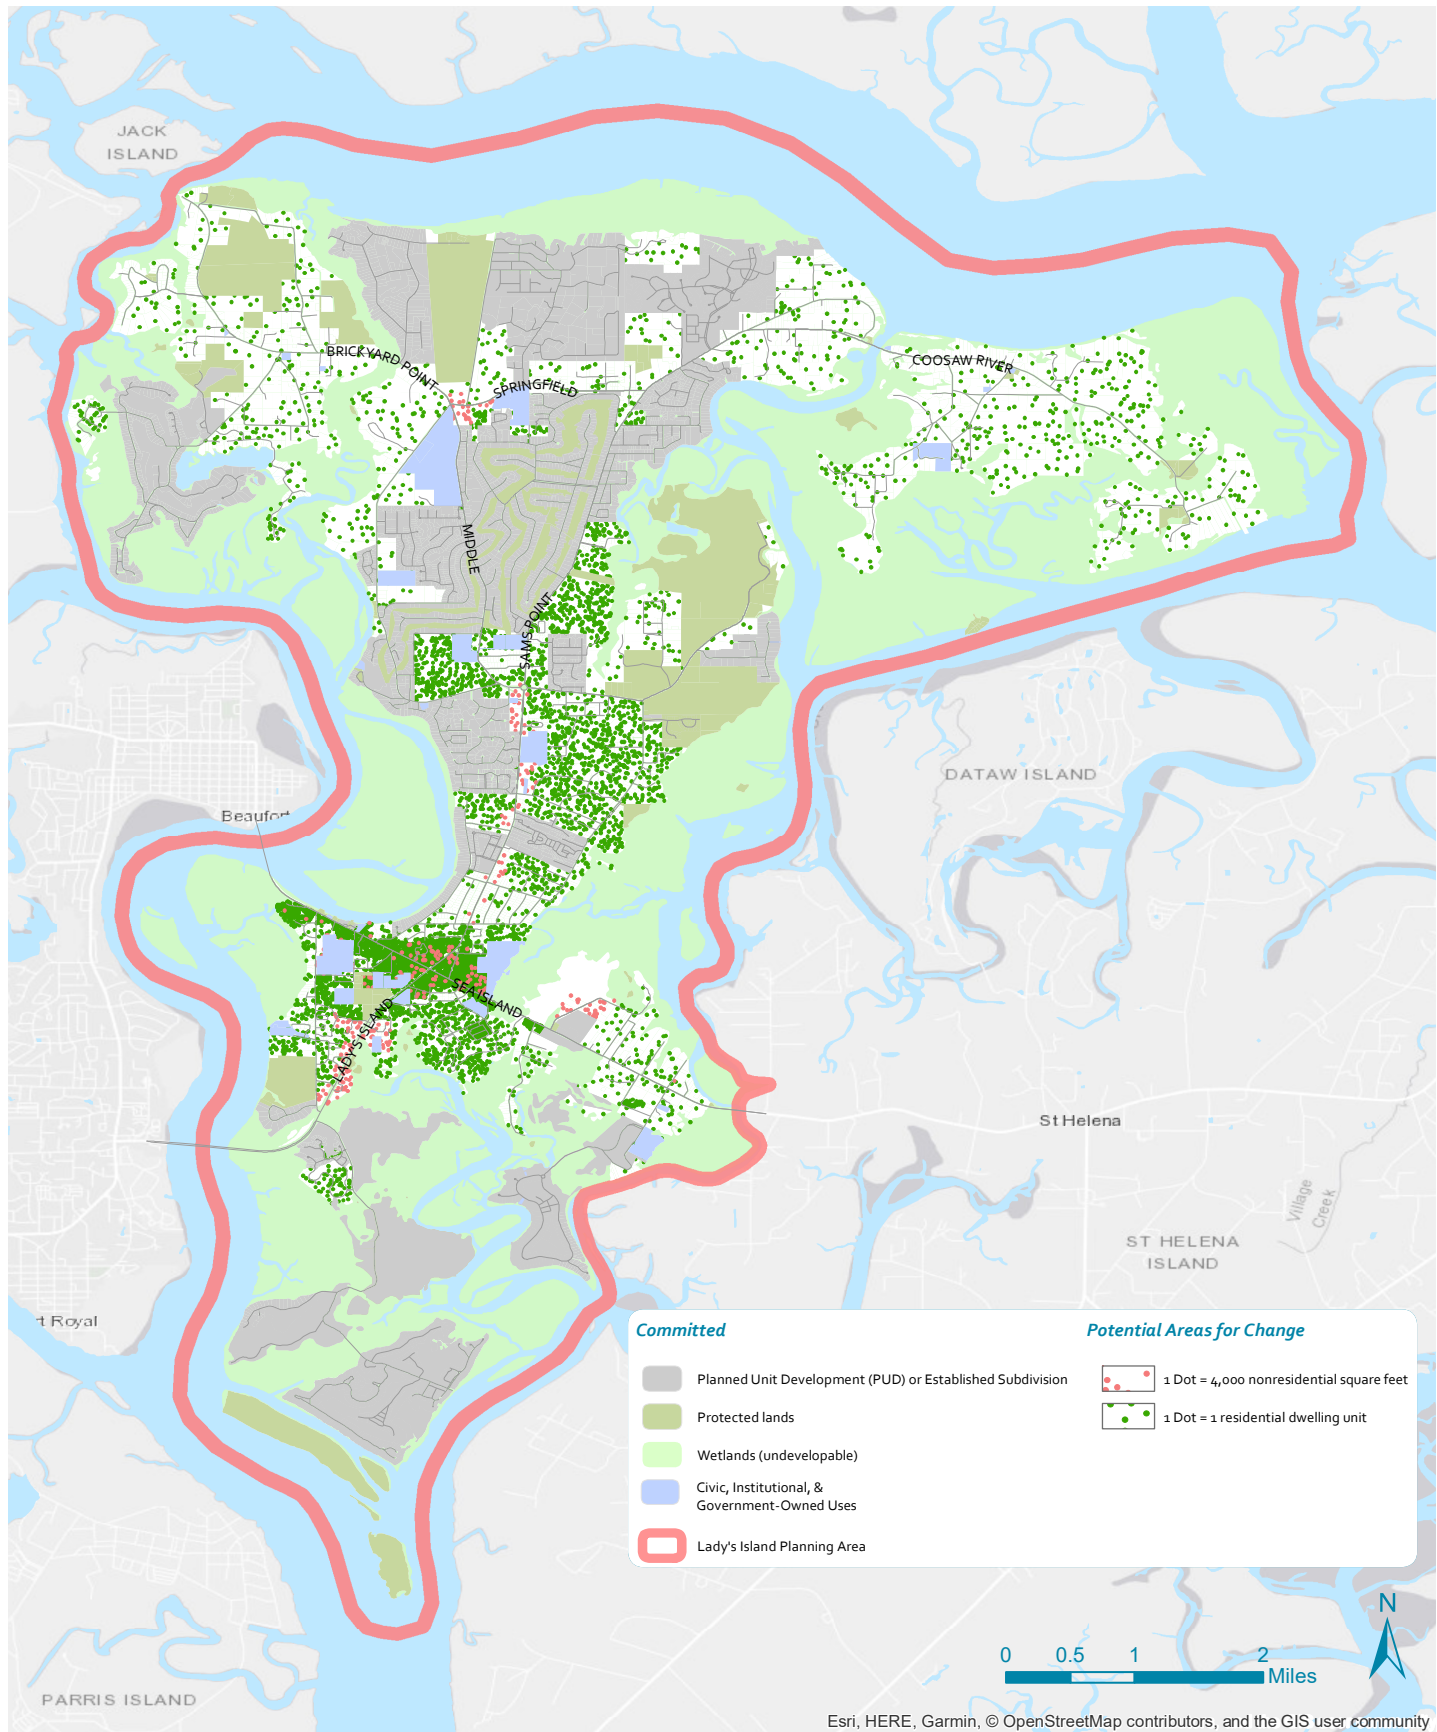 JACK
ISLAND
BRICKYARD POINT
SPRINGFIELD
COOSAW RIVER
MIDDLE
SAMS POINT
DATAW ISLAND
Beaufort
SEA ISLAND
LADY'S ISLAND
St Helena
Village
Creek
ST HELENA
ISLAND
rt Royal
Committed
Planned Unit Development (PUD) or Established Subdivision
Protected lands
Wetlands (undevelopable)
Civic, Institutional, &
Government-Owned Uses
Lady's Island Planning Area
Potential Areas for Change
1 Dot = 4,000 nonresidential square feet
1 Dot = 1 residential dwelling unit
N
0 0.5 1 2
Miles
PARRIS ISLAND
Esri, HERE, Garmin, © OpenStreetMap contributors, and the GIS user community